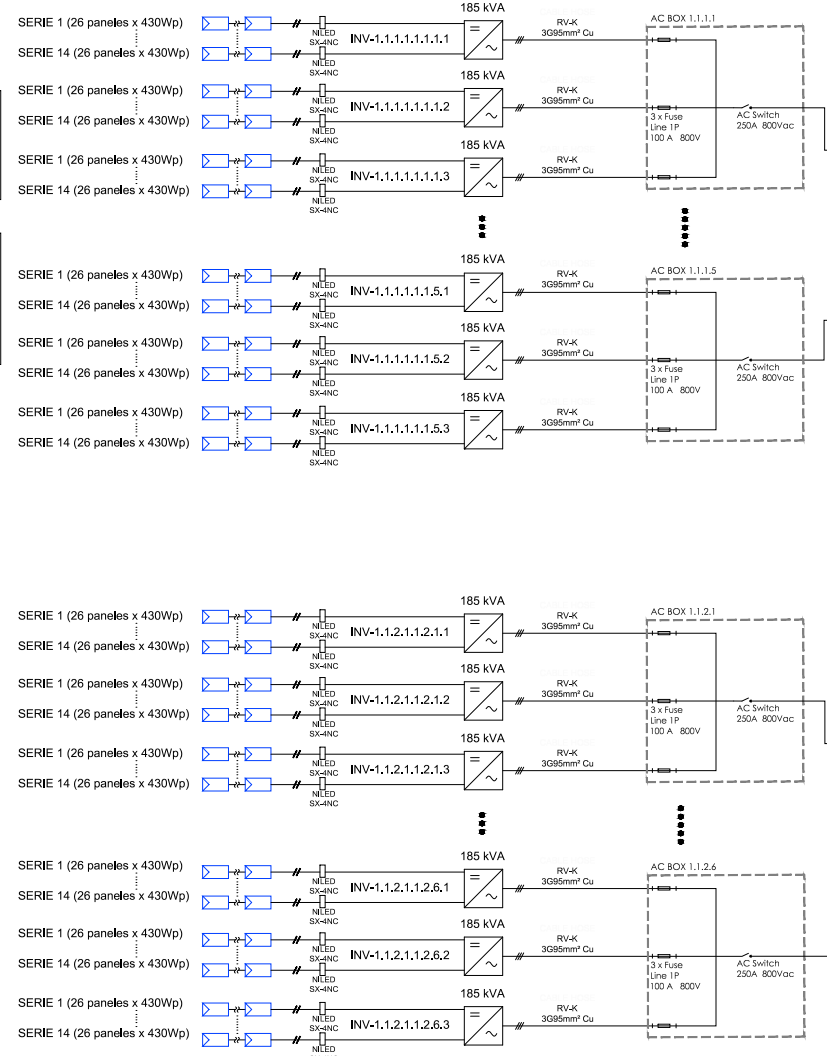 185 kVA
SERIE 1 (26 paneles x 430Wp)
SERIE 14 (26 paneles x 430Wp)
NILED
SX-4NC
NILED
SX-4NC
INV-1.1.1.1.1.1.1.1
RV-K
3G95mm² Cu
AC BOX 1.1.1.1
185 kVA
SERIE 1 (26 paneles x 430Wp)
SERIE 14 (26 paneles x 430Wp)
NILED
SX-4NC
NILED
SX-4NC
INV-1.1.1.1.1.1.1.2
RV-K
3G95mm² Cu
3 x Fuse
Line 1P
100 A 800V
AC Switch
250A 800Vac
185 kVA
SERIE 1 (26 paneles x 430Wp)
SERIE 14 (26 paneles x 430Wp)
NILED
SX-4NC
NILED
SX-4NC
INV-1.1.1.1.1.1.1.3
RV-K
3G95mm² Cu
185 kVA
SERIE 1 (26 paneles x 430Wp)
SERIE 14 (26 paneles x 430Wp)
NILED
SX-4NC
NILED
SX-4NC
INV-1.1.1.1.1.1.5.1
RV-K
3G95mm² Cu
AC BOX 1.1.1.5
185 kVA
SERIE 1 (26 paneles x 430Wp)
SERIE 14 (26 paneles x 430Wp)
NILED
SX-4NC
NILED
SX-4NC
INV-1.1.1.1.1.1.5.2
RV-K
3G95mm² Cu
3 x Fuse
Line 1P
100 A 800V
AC Switch
250A 800Vac
185 kVA
SERIE 1 (26 paneles x 430Wp)
SERIE 14 (26 paneles x 430Wp)
NILED
SX-4NC
NILED
SX-4NC
INV-1.1.1.1.1.1.5.3
RV-K
3G95mm² Cu
185 kVA
SERIE 1 (26 paneles x 430Wp)
SERIE 14 (26 paneles x 430Wp)
NILED
SX-4NC
NILED
SX-4NC
INV-1.1.2.1.1.2.1.1
RV-K
3G95mm² Cu
AC BOX 1.1.2.1
185 kVA
SERIE 1 (26 paneles x 430Wp)
SERIE 14 (26 paneles x 430Wp)
NILED
SX-4NC
NILED
SX-4NC
INV-1.1.2.1.1.2.1.2
RV-K
3G95mm² Cu
3 x Fuse
Line 1P
100 A 800V
AC Switch
250A 800Vac
185 kVA
SERIE 1 (26 paneles x 430Wp)
SERIE 14 (26 paneles x 430Wp)
NILED
SX-4NC
NILED
SX-4NC
INV-1.1.2.1.1.2.1.3
RV-K
3G95mm² Cu
185 kVA
SERIE 1 (26 paneles x 430Wp)
SERIE 14 (26 paneles x 430Wp)
NILED
SX-4NC
NILED
SX-4NC
INV-1.1.2.1.1.2.6.1
RV-K
3G95mm² Cu
AC BOX 1.1.2.6
185 kVA
SERIE 1 (26 paneles x 430Wp)
SERIE 14 (26 paneles x 430Wp)
NILED
SX-4NC
NILED
SX-4NC
INV-1.1.2.1.1.2.6.2
RV-K
3G95mm² Cu
3 x Fuse
Line 1P
100 A 800V
AC Switch
250A 800Vac
185 kVA
SERIE 1 (26 paneles x 430Wp)
SERIE 14 (26 paneles x 430Wp)
NILED
SX-4NC
NILED
INV-1.1.2.1.1.2.6.3
RV-K
3G95mm² Cu